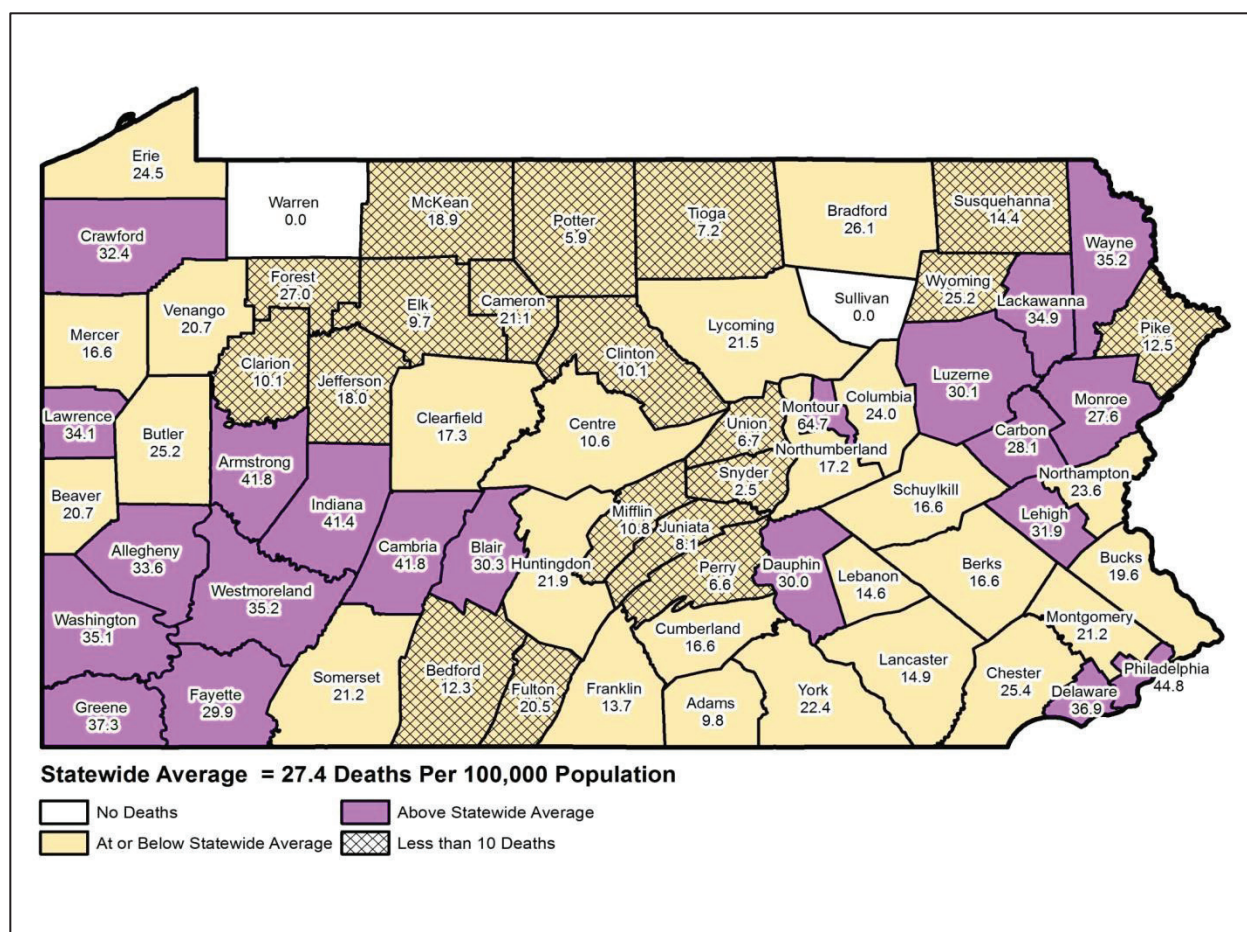 Erie
24.5
Warren
0.0
McKean
18.9
Potter
5.9
Tioga
7.2
Bradford
26.1
Susquehanna
14.4
Wayne
35.2
Crawford
32.4
Forest
27.0
Elk
9.7
Cameron
21.1
Sullivan
0.0
Wyoming
25.2
Lackawanna
34.9
Mercer
16.6
Venango
20.7
Lycoming
21.5
Pike
12.5
Clarion
10.1
Jefferson
18.0
Clinton
10.1
Luzerne
30.1
Monroe
27.6
Lawrence
34.1
Butler
25.2
Clearfield
17.3
Centre
10.6
Union
6.7
Montour
64.7
Columbia
24.0
Carbon
28.1
Armstrong
41.8
Northumberland
17.2
Snyder
2.5
Northampton
23.6
Beaver
20.7
Indiana
41.4
Schuylkill
16.6
Lehigh
31.9
Mifflin
10.8
Juniata
8.1
Allegheny
33.6
Cambria
41.8
Blair
30.3
Huntingdon
21.9
Perry
6.6
Dauphin
30.0
Lebanon
14.6
Berks
16.6
Bucks
19.6
Westmoreland
35.2
Washington
35.1
Cumberland
16.6
Montgomery
21.2
Somerset
21.2
Bedford
12.3
Fulton
20.5
Franklin
13.7
Adams
9.8
York
22.4
Lancaster
14.9
Chester
25.4
Delaware
36.9
Philadelphia
44.8
Greene
37.3
Fayette
29.9
Statewide Average = 27.4 Deaths Per 100,000 Population
No Deaths
Above Statewide Average
At or Below Statewide Average
Less than 10 Deaths